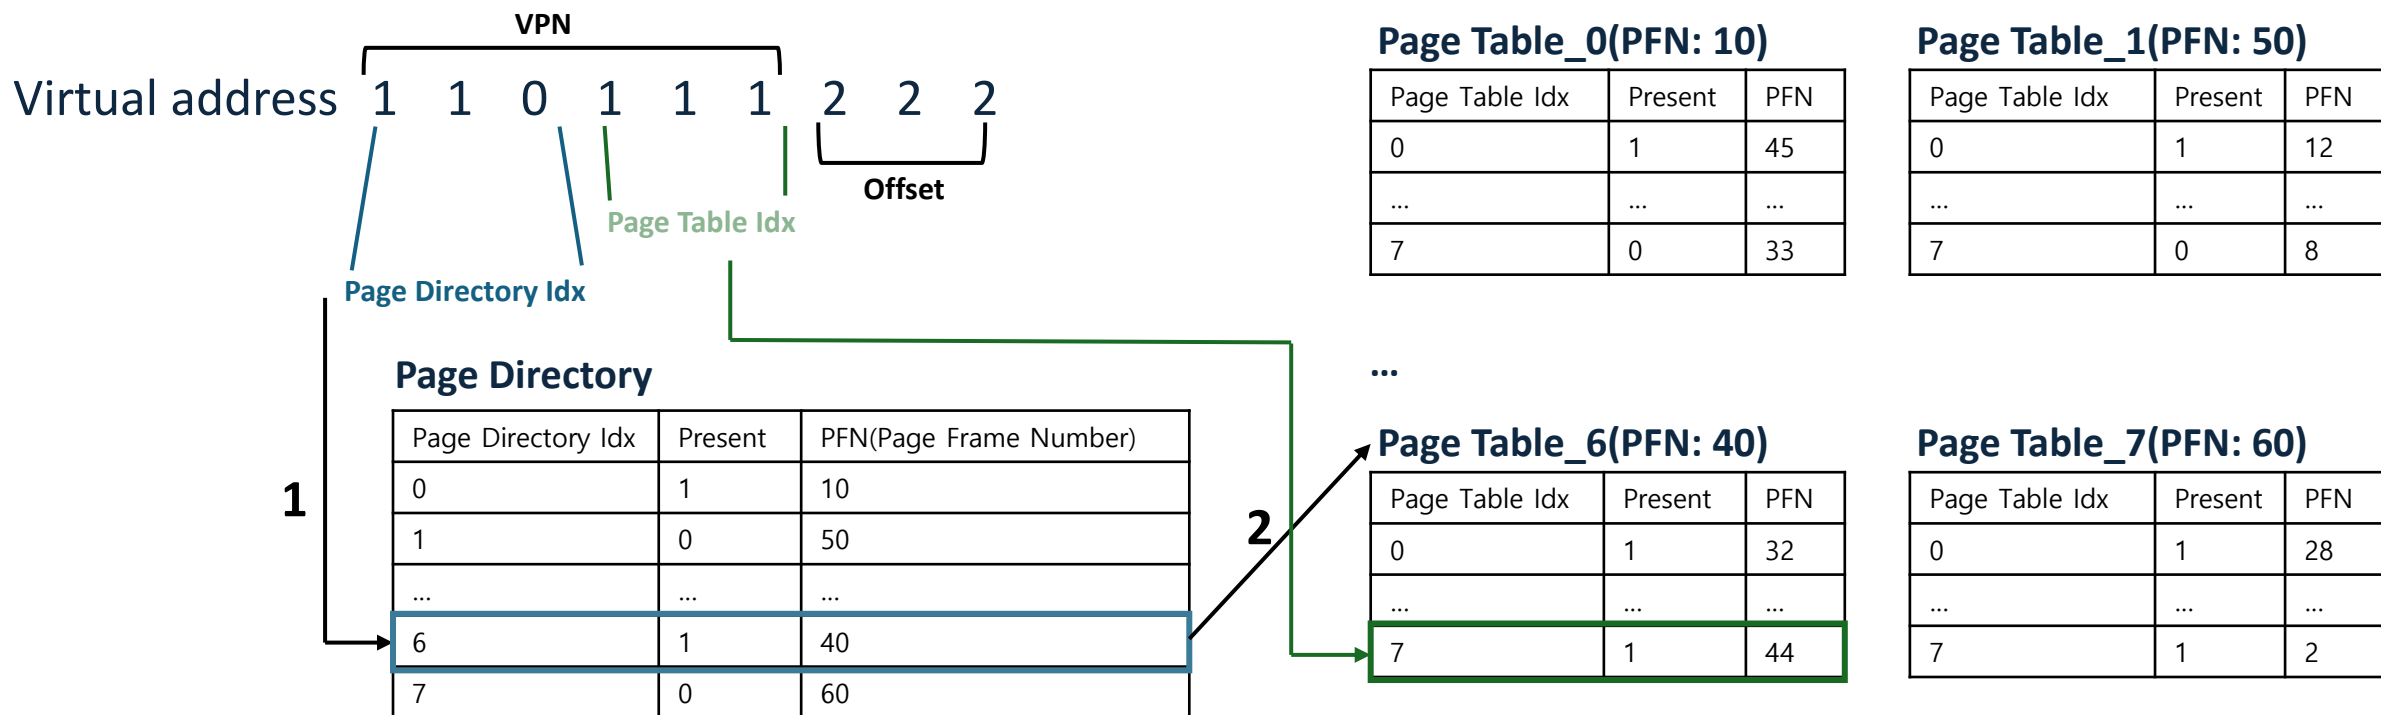 VPN
Virtual address 1 1 0 1 1 1 2 2 2
Offset
Page Table Idx
Page Directory Idx
1
Page Directory
Page Directory Idx Present PFN(Page Frame Number)
0 1 10
1 0 50
... ... ...
6 1 40
7 0 60
2
Page Table_0(PFN: 10)
Page Table Idx Present PFN
0 1 45
... ... ...
7 0 33
Page Table_1(PFN: 50)
Page Table Idx Present PFN
0 1 12
... ... ...
7 0 8
...
Page Table_6(PFN: 40)
Page Table Idx Present PFN
0 1 32
... ... ...
7 1 44
Page Table_7(PFN: 60)
Page Table Idx Present PFN
0 1 28
... ... ...
7 1 2